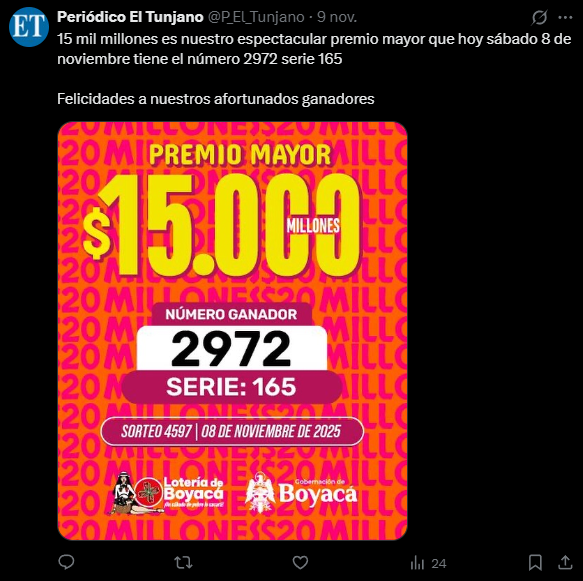 Periódico El Tunjano @P_El_Tunjano · 9 nov.
15 mil millones es nuestro espectacular premio mayor que hoy sábado 8 de
noviembre tiene el número 2972 serie 165
Felicidades a nuestros afortunados ganadores
PREMIO MAYOR
$15.000
MILLONES
NÚMERO GANADOR
2972
SERIE: 165
SORTEO 4597 | 08 DE NOVIEMBRE DE 2025
Lotería de
Boyacá
Gobernación de
Boyacá
24